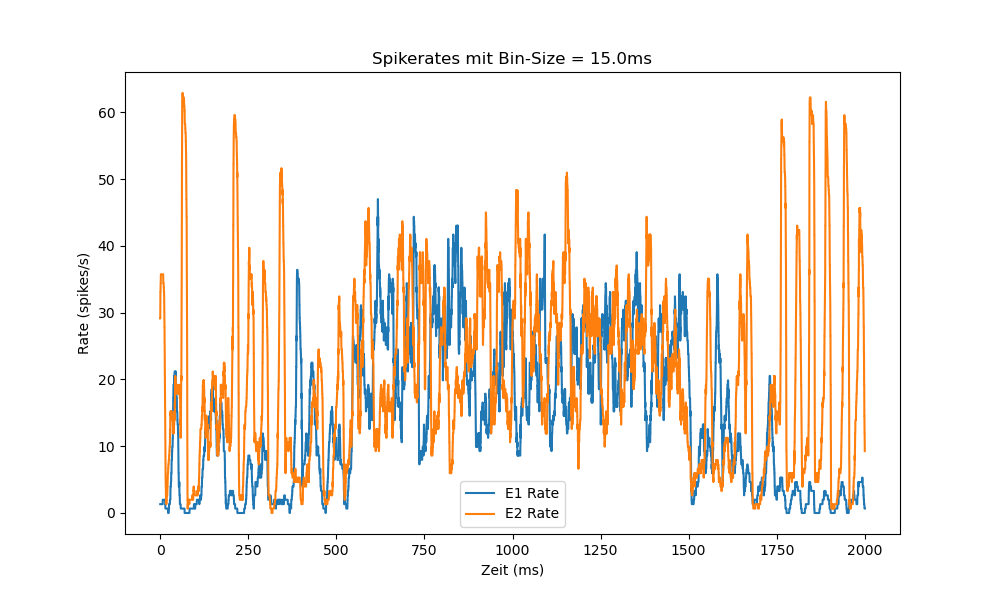 Spikerates mit Bin-Size = 15.0ms
Rate (spikes/s)
60
50
40
30
20
10
0
E1 Rate
E2 Rate
0 250 500 750 1000 1250 1500 1750 2000
Zeit (ms)